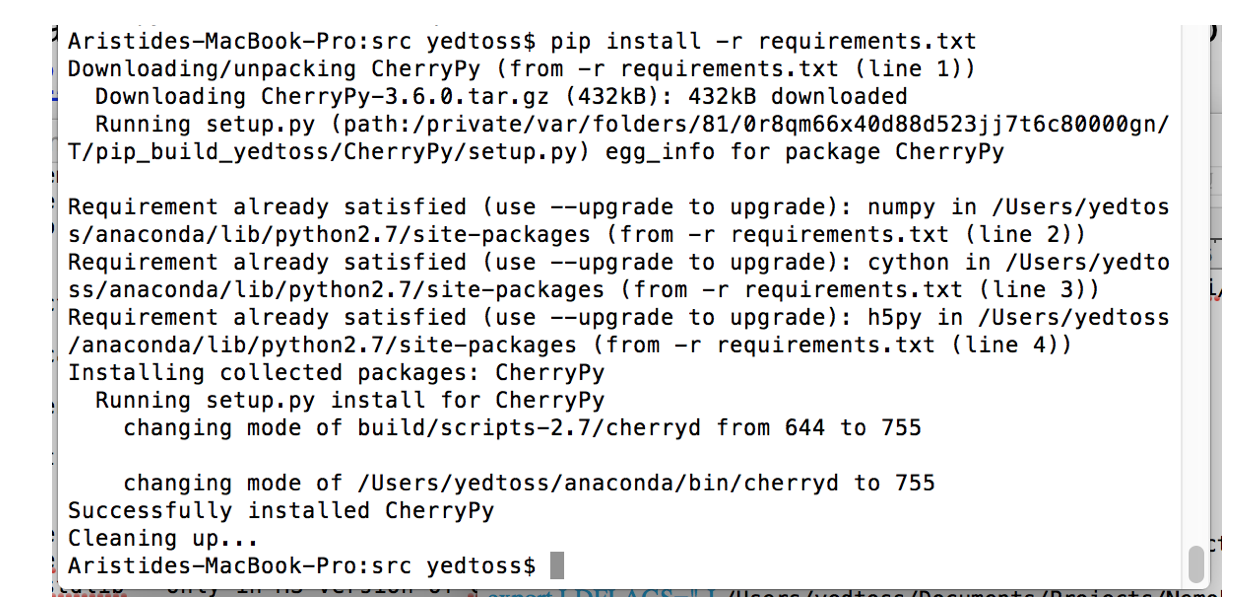 Aristides-MacBook-Pro:src yedtoss$ pip install -r requirements.txt
Downloading/unpacking CherryPy (from -r requirements.txt (line 1))
  Downloading CherryPy-3.6.0.tar.gz (432kB): 432kB downloaded
  Running setup.py (path:/private/var/folders/81/0r8qm66x40d88d523jj7t6c80000gn/
T/pip_build_yedtoss/CherryPy/setup.py) egg_info for package CherryPy

Requirement already satisfied (use --upgrade to upgrade): numpy in /Users/yedtos
s/anaconda/lib/python2.7/site-packages (from -r requirements.txt (line 2))
Requirement already satisfied (use --upgrade to upgrade): cython in /Users/yedto
ss/anaconda/lib/python2.7/site-packages (from -r requirements.txt (line 3))
Requirement already satisfied (use --upgrade to upgrade): h5py in /Users/yedtoss
/anaconda/lib/python2.7/site-packages (from -r requirements.txt (line 4))
Installing collected packages: CherryPy
  Running setup.py install for CherryPy
    changing mode of build/scripts-2.7/cherryd from 644 to 755

    changing mode of /Users/yedtoss/anaconda/bin/cherryd to 755
Successfully installed CherryPy
Cleaning up...
Aristides-MacBook-Pro:src yedtoss$